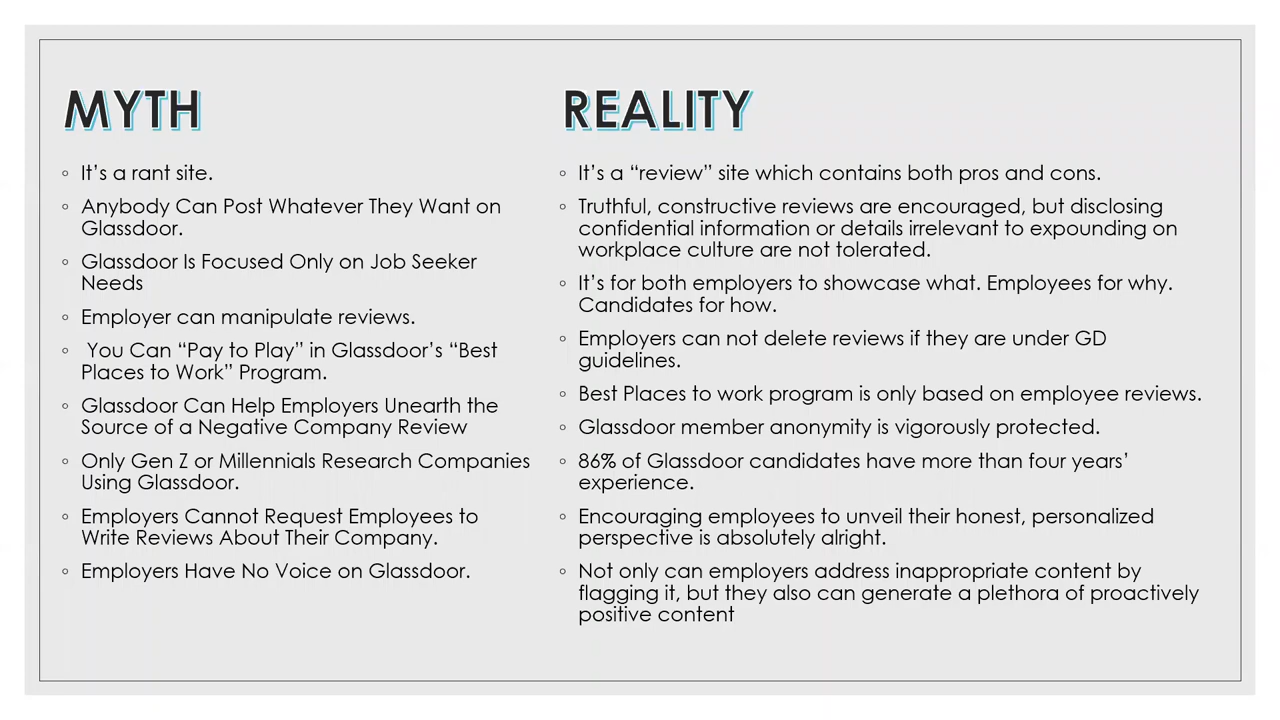 MYTH
◦ It’s a rant site.
◦ Anybody Can Post Whatever They Want on
Glassdoor.
◦ Glassdoor Is Focused Only on Job Seeker
Needs
◦ Employer can manipulate reviews.
◦ You Can “Pay to Play” in Glassdoor’s “Best
Places to Work” Program.
◦ Glassdoor Can Help Employers Unearth the
Source of a Negative Company Review
◦ Only Gen Z or Millennials Research Companies
Using Glassdoor.
◦ Employers Cannot Request Employees to
Write Reviews About Their Company.
◦ Employers Have No Voice on Glassdoor.
REALITY
◦ It’s a “review” site which contains both pros and cons.
◦ Truthful, constructive reviews are encouraged, but disclosing
confidential information or details irrelevant to expounding on
workplace culture are not tolerated.
◦ It’s for both employers to showcase what. Employees for why.
Candidates for how.
◦ Employers can not delete reviews if they are under GD
guidelines.
◦ Best Places to work program is only based on employee reviews.
◦ Glassdoor member anonymity is vigorously protected.
◦ 86% of Glassdoor candidates have more than four years’
experience.
◦ Encouraging employees to unveil their honest, personalized
perspective is absolutely alright.
◦ Not only can employers address inappropriate content by
flagging it, but they also can generate a plethora of proactively
positive content